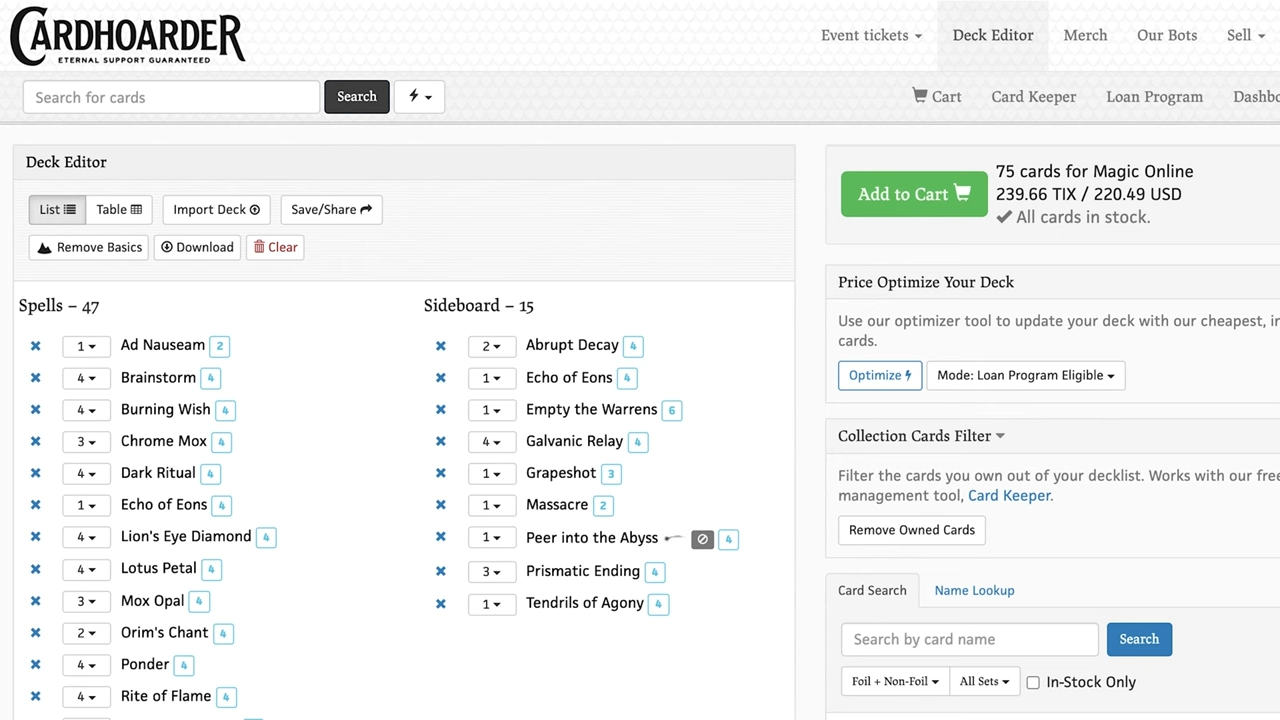 CARDHOARDER
ETERNAL SUPPORT GUARANTEED
Event tickets
Deck Editor
Merch
Our Bots
Sell
Search for cards
Search
Cart
Card Keeper
Loan Program
Dashbo
Deck Editor
List
Table
Import Deck
Save/Share
Remove Basics
Download
Clear
Spells – 47
1 Ad Nauseam 2
4 Brainstorm 4
4 Burning Wish 4
3 Chrome Mox 4
4 Dark Ritual 4
1 Echo of Eons 4
4 Lion's Eye Diamond 4
4 Lotus Petal 4
3 Mox Opal 4
2 Orim's Chant 4
4 Ponder 4
4 Rite of Flame 4
Sideboard – 15
2 Abrupt Decay 4
1 Echo of Eons 4
1 Empty the Warrens 6
4 Galvanic Relay 4
1 Grapeshot 3
1 Massacre 2
1 Peer into the Abyss 4
3 Prismatic Ending 4
1 Tendrils of Agony 4
Add to Cart
75 cards for Magic Online
239.66 TIX / 220.49 USD
All cards in stock.
Price Optimize Your Deck
Use our optimizer tool to update your deck with our cheapest, in
cards.
Optimize
Mode: Loan Program Eligible
Collection Cards Filter
Filter the cards you own out of your decklist. Works with our free
management tool, Card Keeper.
Remove Owned Cards
Card Search
Name Lookup
Search by card name
Search
Foil + Non-Foil
All Sets
In-Stock Only